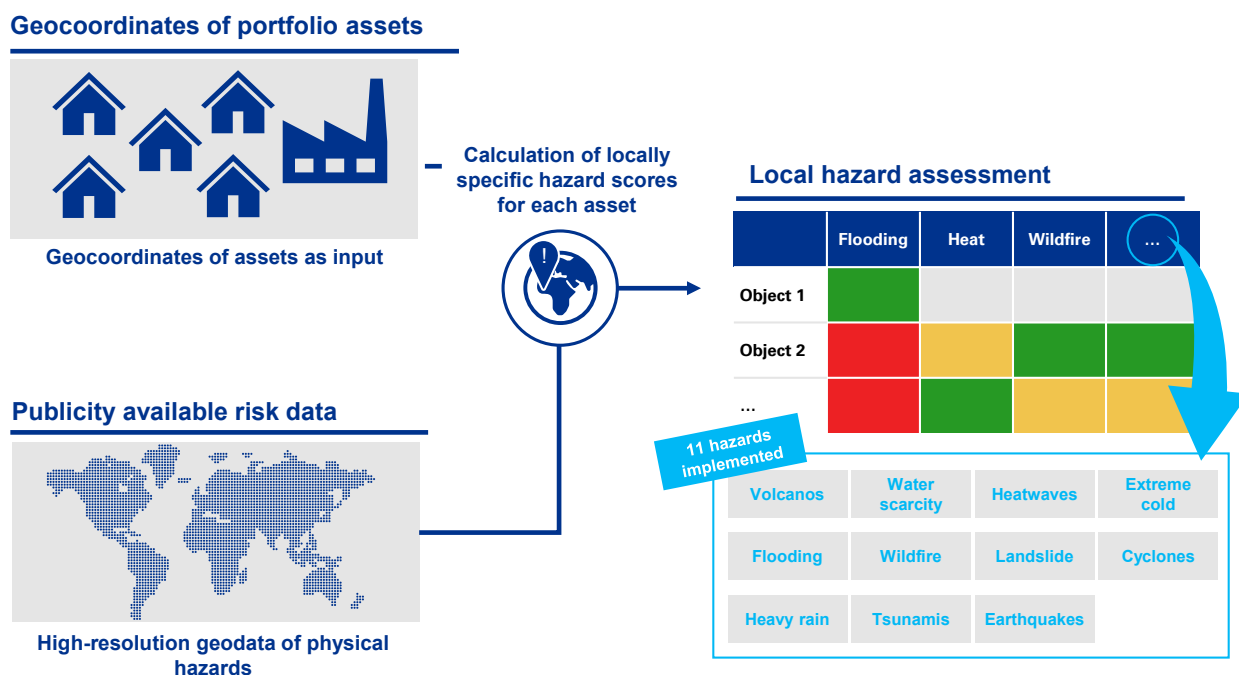 Geocoordinates of portfolio assets
Geocoordinates of assets as input
Calculation of locally
specific hazard scores
for each asset
!
Publicity available risk data
High-resolution geodata of physical
hazards
Local hazard assessment
Flooding Heat Wildfire ...
Object 1
Object 2
...
11 hazards
implemented
Volcanos Water scarcity Heatwaves Extreme cold
Flooding Wildfire Landslide Cyclones
Heavy rain Tsunamis Earthquakes